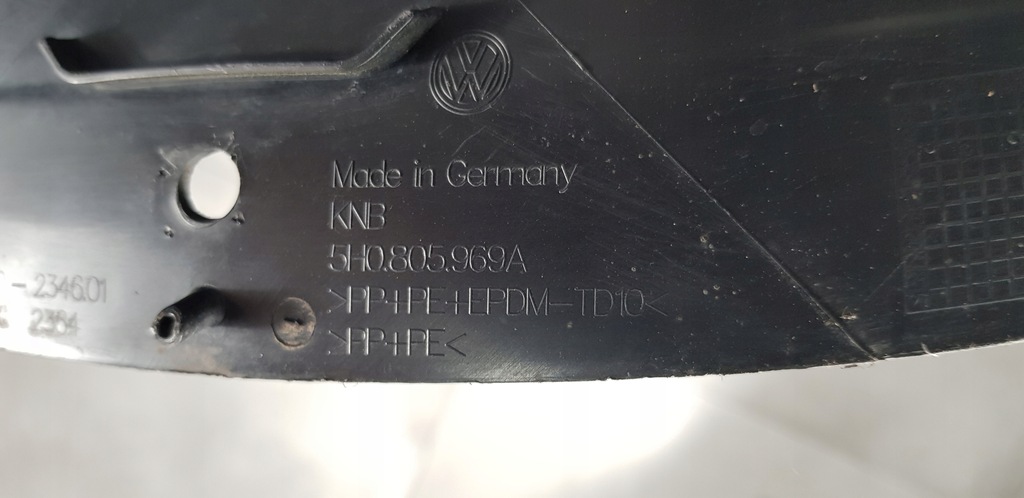 Made in Germany
KNB
5H0.805.969A
>PP+PE+EPDM-TD10<
>PP+PE<
- 2346.01
2364